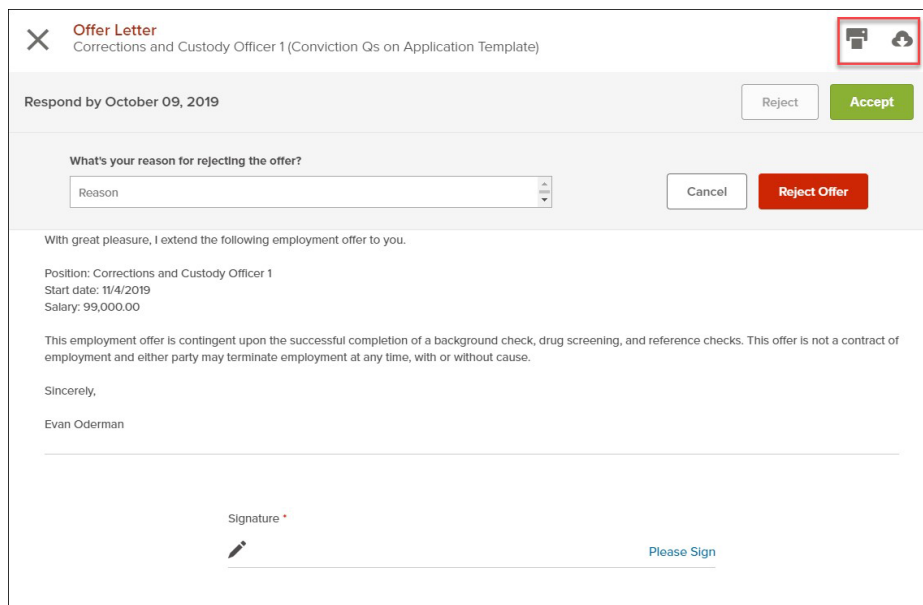 Offer Letter
Corrections and Custody Officer 1 (Conviction Qs on Application Template)
Respond by October 09, 2019
Reject
Accept
What's your reason for rejecting the offer?
Reason
Cancel
Reject Offer
With great pleasure, I extend the following employment offer to you.
Position: Corrections and Custody Officer 1
Start date: 11/4/2019
Salary: 99,000.00
This employment offer is contingent upon the successful completion of a background check, drug screening, and reference checks. This offer is not a contract of
employment and either party may terminate employment at any time, with or without cause.
Sincerely,
Evan Oderman
Signature *
Please Sign